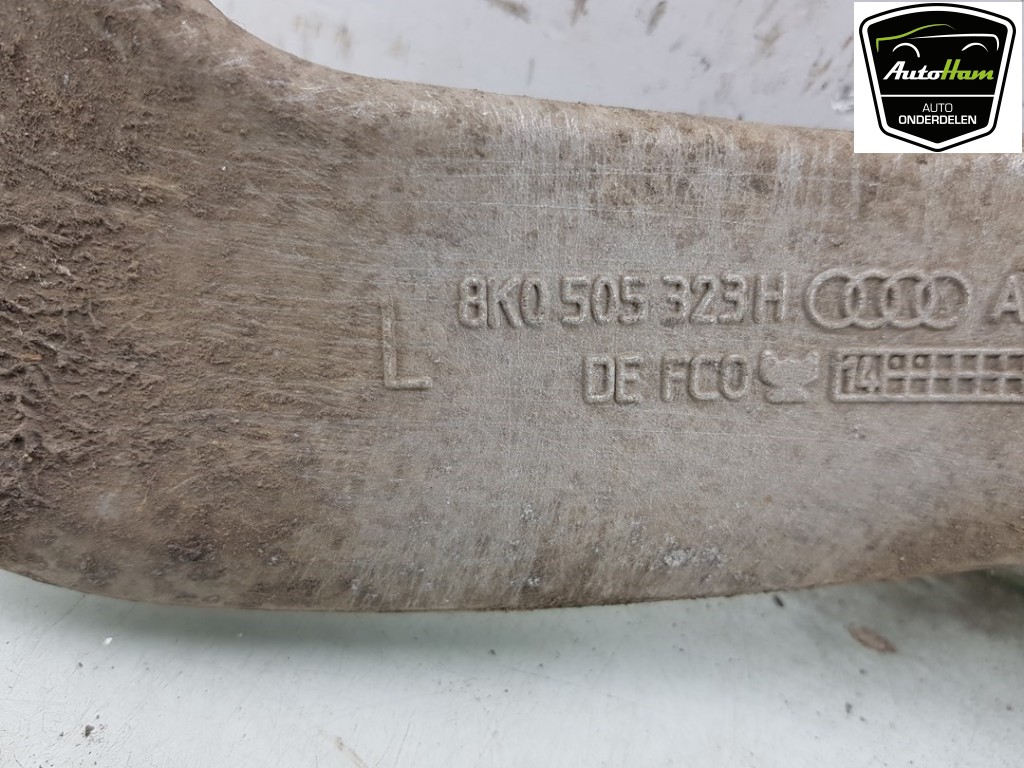 AutoHam
AUTO
ONDERDELEN
8K0 505 323H
L
DE FCO 14